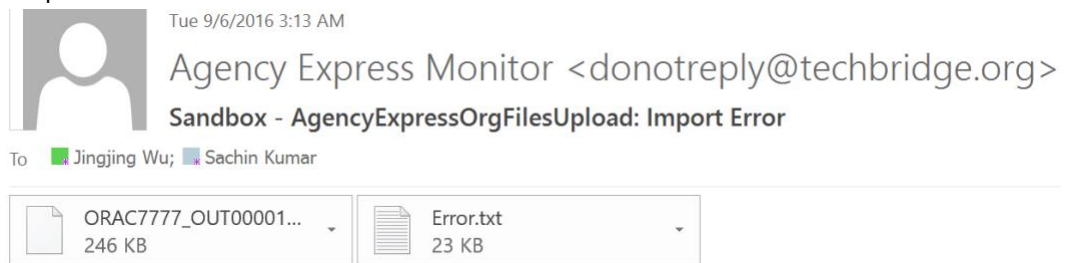 Tue 9/6/2016 3:13 AM
Agency Express Monitor <donotreply@techbridge.org>
Sandbox - AgencyExpressOrgFilesUpload: Import Error
To Jingjing Wu; Sachin Kumar
ORAC7777_OUT00001... Error.txt
246 KB 23 KB